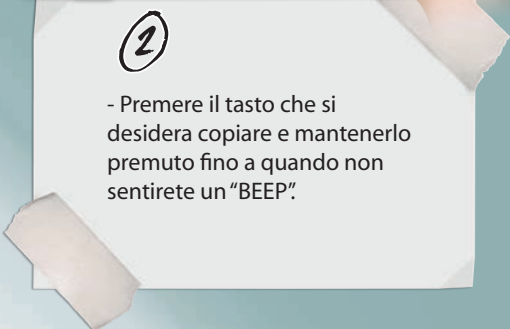 2
- Premere il tasto che si
desidera copiare e mantenerlo
premuto fino a quando non
sentirete un "BEEP".